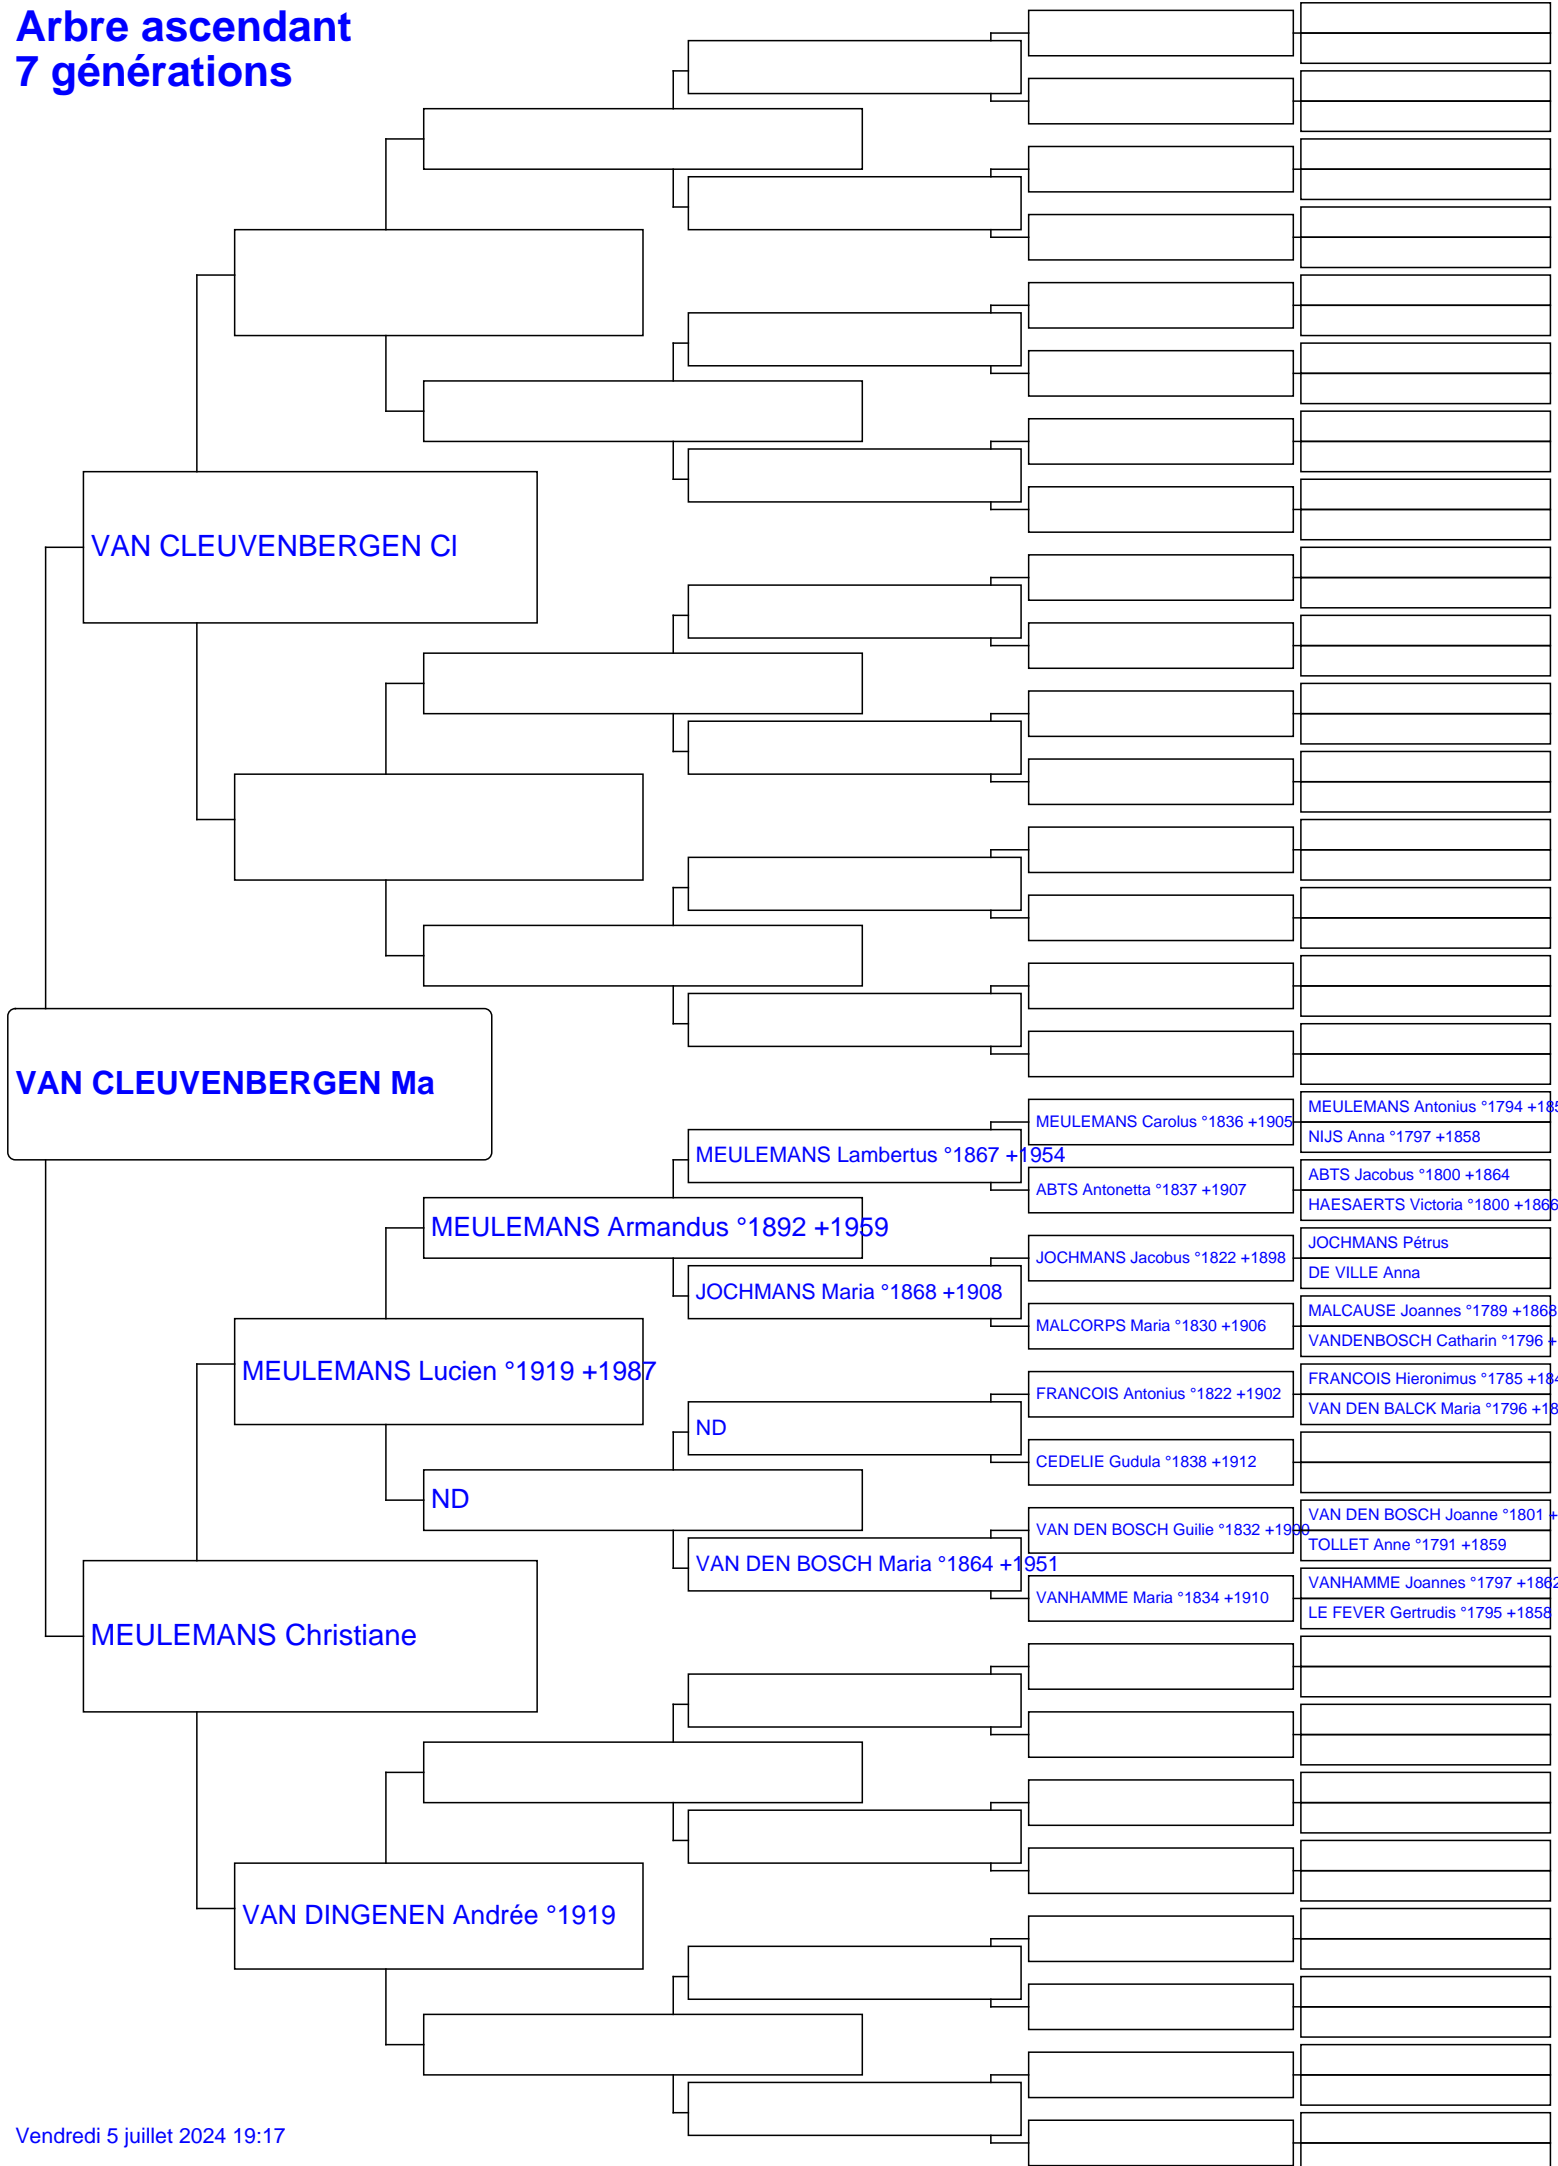 Arbre ascendant
7 générations
VAN CLEUVENBERGEN Cl
VAN CLEUVENBERGEN Ma
MEULEMANS Antonius °1794 +185
MEULEMANS Carolus °1836 +1905
NIJS Anna °1797 +1858
MEULEMANS Lambertus °1867 +1954
ABTS Jacobus °1800 +1864
ABTS Antonetta °1837 +1907
HAESAERTS Victoria °1800 +1866
MEULEMANS Armandus °1892 +1959
JOCHMANS Pétrus
JOCHMANS Jacobus °1822 +1898
DE VILLE Anna
JOCHMANS Maria °1868 +1908
MALCAUSE Joannes °1789 +1868
MALCORPS Maria °1830 +1906
VANDENBOSCH Catharin °1796 +
MEULEMANS Lucien °1919 +1987
FRANCOIS Hieronimus °1785 +184
FRANCOIS Antonius °1822 +1902
VAN DEN BALCK Maria °1796 +18
ND
CEDELIE Gudula °1838 +1912
ND
VAN DEN BOSCH Joanne °1801 +
VAN DEN BOSCH Guilie °1832 +1900
TOLLET Anne °1791 +1859
VAN DEN BOSCH Maria °1864 +1951
VANHAMME Joannes °1797 +1862
VANHAMME Maria °1834 +1910
LE FEVER Gertrudis °1795 +1858
MEULEMANS Christiane
VAN DINGENEN Andrée °1919
Vendredi 5 juillet 2024 19:17